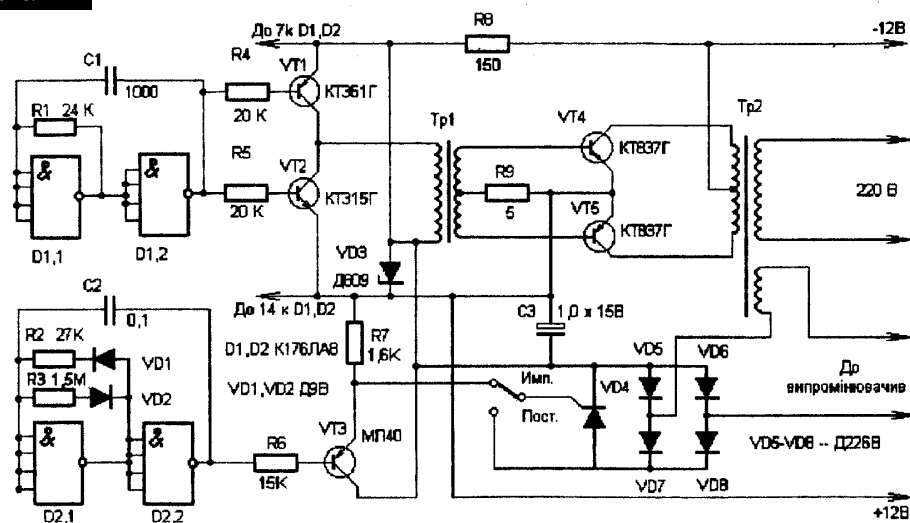 До 7к D1,D2
R8
150
-12В
C1
1000
R4
20 К
VT1
КТ361Г
R1 24 К
&
&
D1,1
D1,2
R5
20 К
VT2
КТ315Г
Тр1
VT4
КТ837Г
R9
5
VT5
КТ837Г
Тр2
220 В
VD3
Д809
До 14 к D1,D2
C2
0,1
R2 27К
VD1
R3 1,5М
VD2
&
&
D2,1
D2,2
D1,D2 К176ЛА8
VD1,VD2 Д9В
R7
1,6К
C3
1,0 х 15В
R6
15К
VT3
МП40
Имп.
Пост.
VD4
VD5
VD6
VD7
VD8
До
випромінювачив
VD5-VD8 -- Д226В
+12В